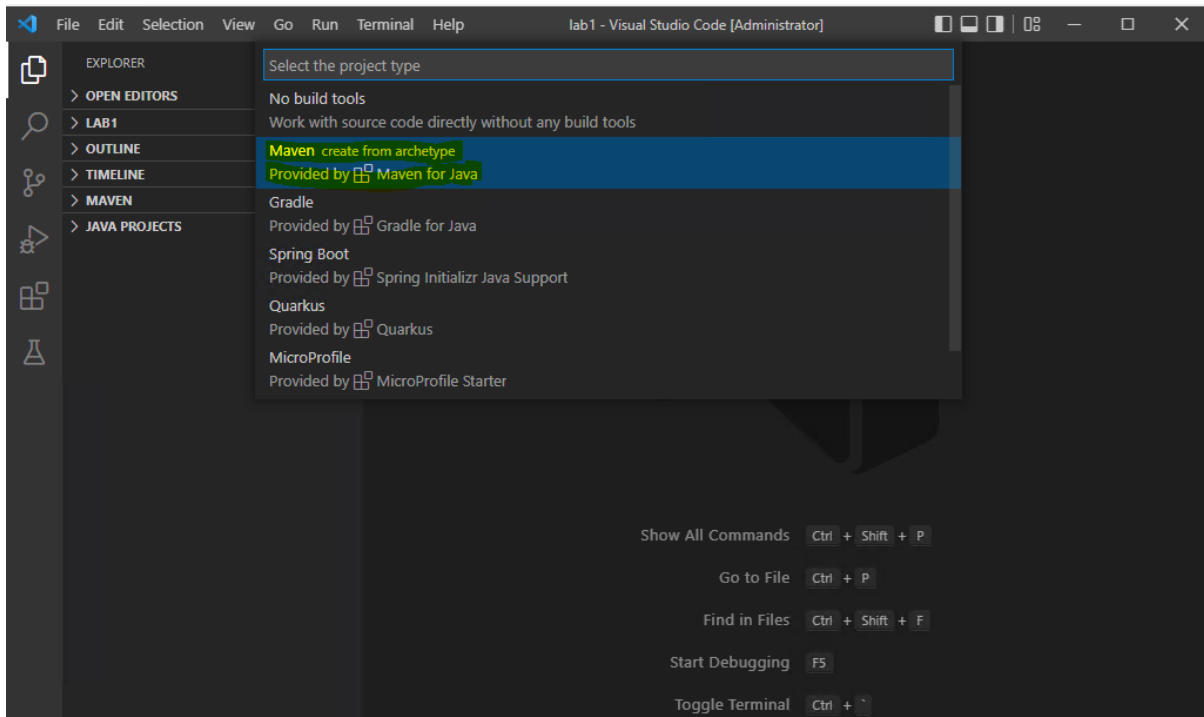 File Edit Selection View Go Run Terminal Help lab1 - Visual Studio Code [Administrator]
EXPLORER
OPEN EDITORS
LAB1
OUTLINE
TIMELINE
MAVEN
JAVA PROJECTS
Select the project type
No build tools
Work with source code directly without any build tools
Maven create from archetype
Provided by Maven for Java
Gradle
Provided by Gradle for Java
Spring Boot
Provided by Spring Initializr Java Support
Quarkus
Provided by Quarkus
MicroProfile
Provided by MicroProfile Starter
Show All Commands Ctrl + Shift + P
Go to File Ctrl + P
Find in Files Ctrl + Shift + F
Start Debugging F5
Toggle Terminal Ctrl + `